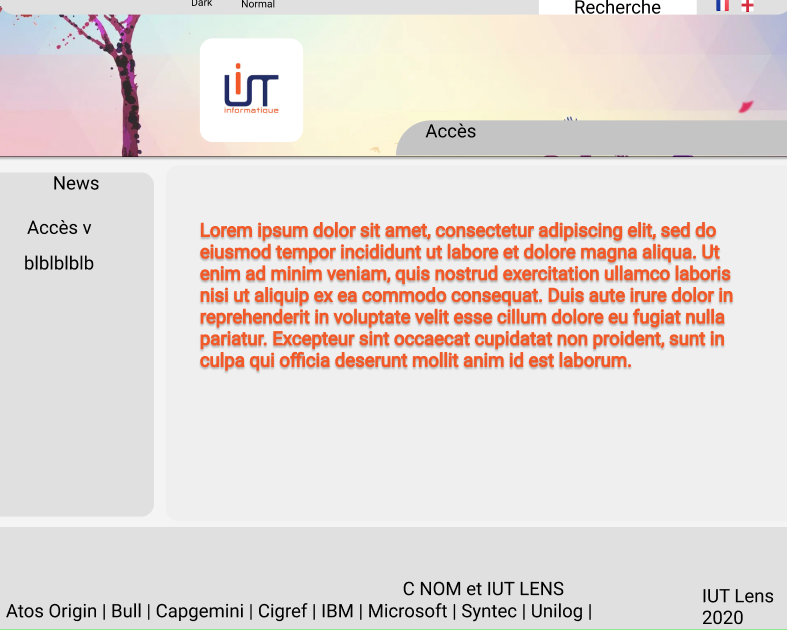 Dark Normal Recherche
iUT
informatique
Accès
News
Accès v
blblblblb
Lorem ipsum dolor sit amet, consectetur adipiscing elit, sed do
eiusmod tempor incididunt ut labore et dolore magna aliqua. Ut
enim ad minim veniam, quis nostrud exercitation ullamco laboris
nisi ut aliquip ex ea commodo consequat. Duis aute irure dolor in
reprehenderit in voluptate velit esse cillum dolore eu fugiat nulla
pariatur. Excepteur sint occaecat cupidatat non proident, sunt in
culpa qui officia deserunt mollit anim id est laborum.
C NOM et IUT LENS
Atos Origin | Bull | Capgemini | Cigref | IBM | Microsoft | Syntec | Unilog |
IUT Lens
2020